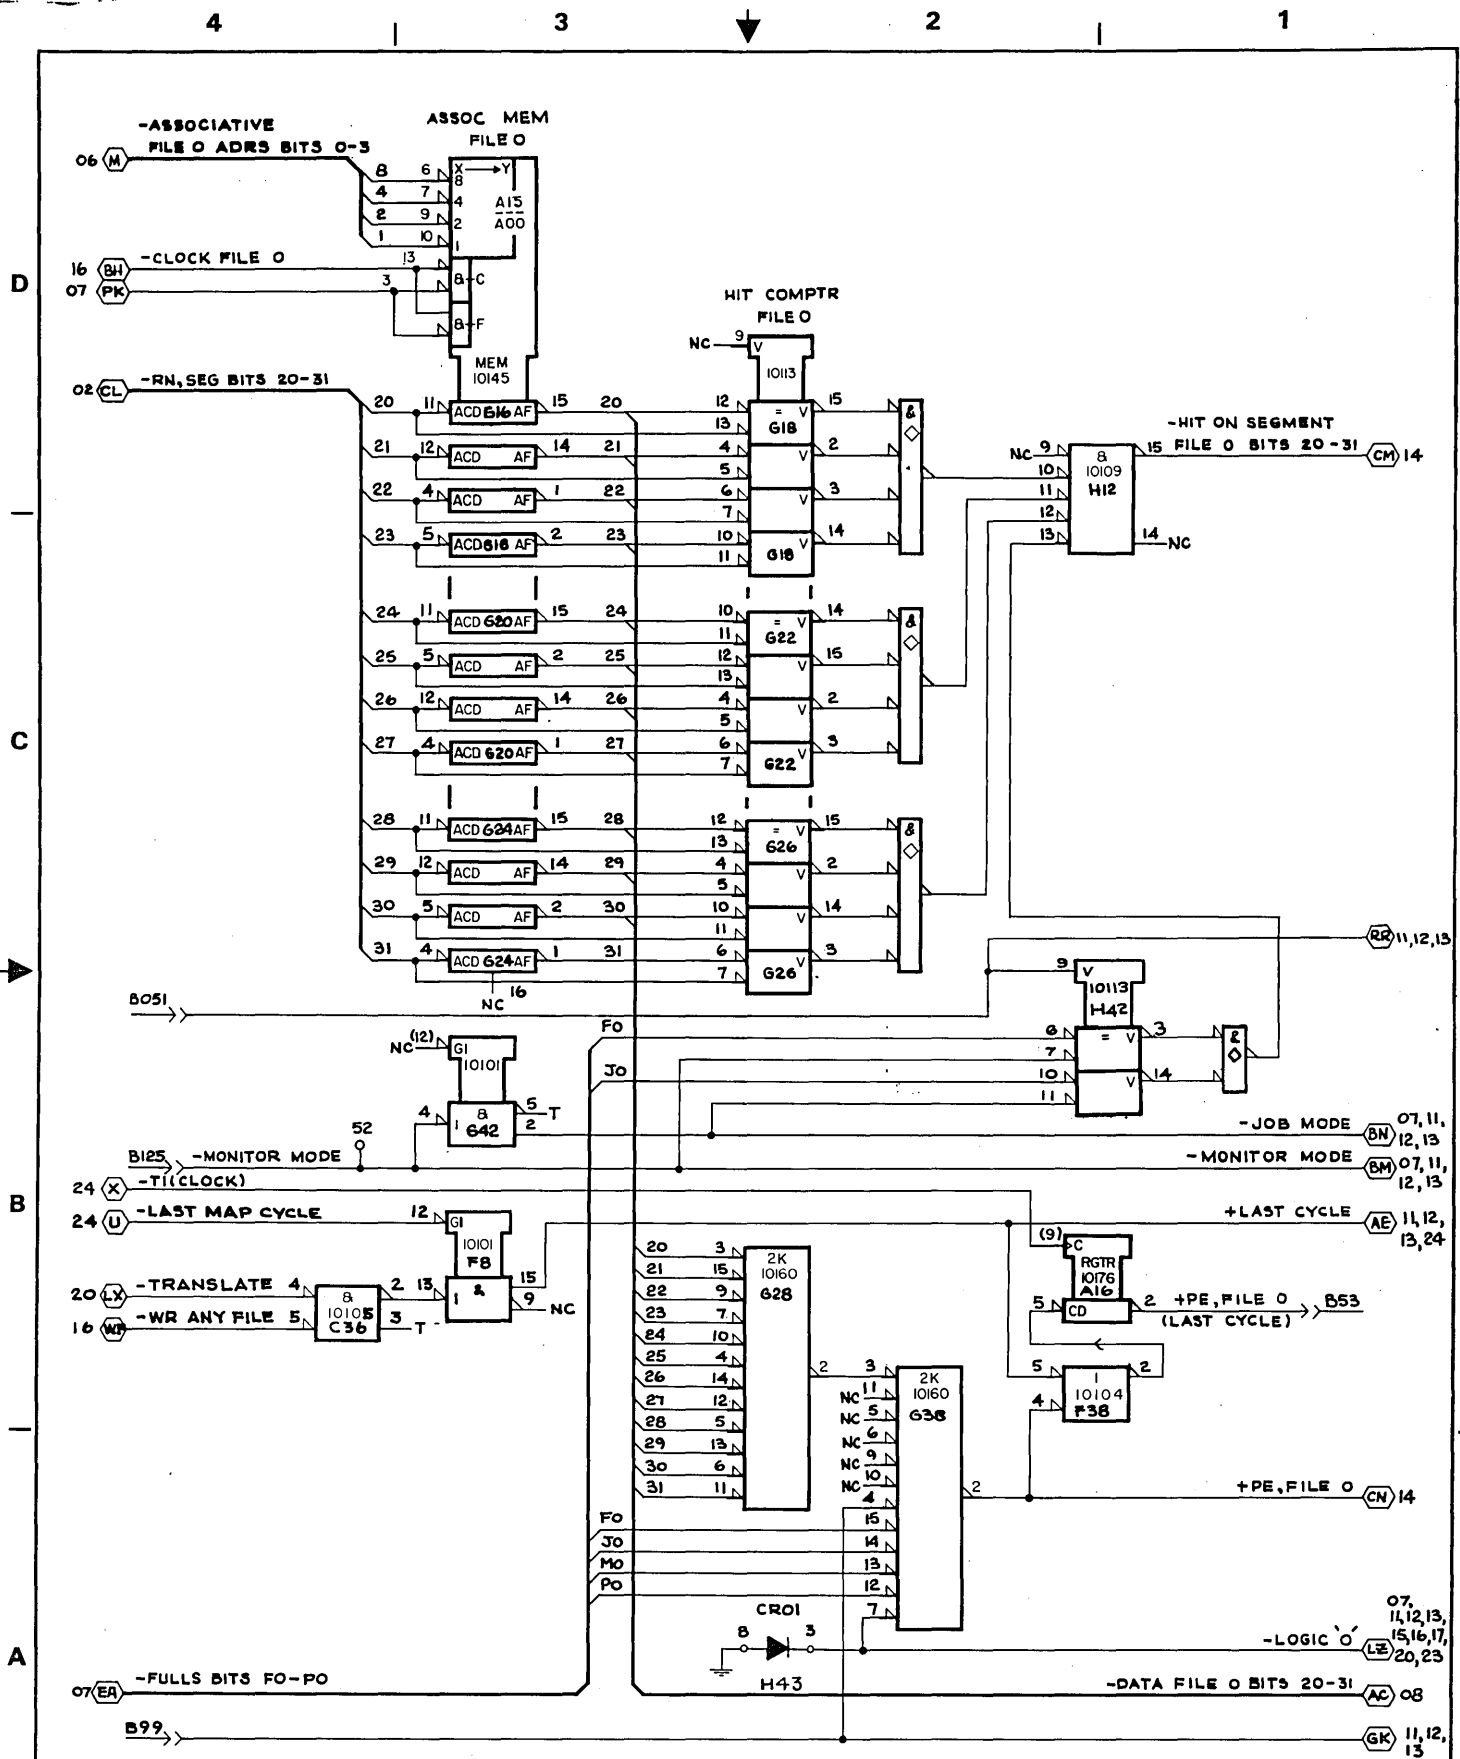 4 3 2 1
ASSOC MEM
FILE 0
-ASSOCIATIVE
FILE 0 ADRS BITS 0-3
06 M
8 6 X → Y
8
4 7 4 A15
2 9 2 A00
1 10 1
-CLOCK FILE 0
16 BH 13
07 PK 3
& C
& F
D
HIT COMPTR
FILE 0
NC 9 V
10113
MEM
10145
02 CL -RN, SEG BITS 20-31
20 11 ACD G16 AF 15 20 12 = V 15 &
13 G18
21 12 ACD AF 14 21 4 V 2
5
22 4 ACD AF 1 22 6 V 3
7
23 5 ACD G16 AF 2 23 10 V 14
11 G18
-HIT ON SEGMENT
FILE 0 BITS 20-31
NC 9 & 15 CM 14
10 10109
11 H12
12
13 14 NC
24 11 ACD G20 AF 15 24 10 = V 14 &
11 G22
25 5 ACD AF 2 25 12 V 15
13
26 12 ACD AF 14 26 4 V 2
5
C
27 4 ACD G20 AF 1 27 6 V 3
7 G22
28 11 ACD G24 AF 15 28 12 = V 15 &
13 G26
29 12 ACD AF 14 29 4 V 2
5
30 5 ACD AF 2 30 10 V 14
11
31 4 ACD G24 AF 1 31 6 V 3
7 G26
NC 16
RR 11,12,13
B051
9 V
10113
H42
F0 6 = V 3 &
7
J0 10 V 14
11
NC (12) G1
10101
4 1 & 5 T
G42 2
52
-JOB MODE BN 07,11,
12,13
B125 -MONITOR MODE
-MONITOR MODE BM 07,11,
12,13
24 X -T1(CLOCK)
B
24 U -LAST MAP CYCLE 12 G1
10101
F8
+LAST CYCLE AE 11,12,
13,24
20 LX -TRANSLATE 4 & 2 13 1 & 15
16 -WR ANY FILE 5 10105 3 T 9 NC
C36
(9) C
RGTR
10176
A16
5 CD 2 +PE, FILE 0 B53
(LAST CYCLE)
5 1 2
10104
4 F38
20 3 2K
21 15 10160
22 9 G28
23 7
24 10
25 4
26 14 2
27 12
28 5
29 13
30 6
31 11
3 2K
NC 11 10160
NC 5 G38
NC 6
NC 9
NC 10
4 2
F0 15
J0 14
M0 13
P0 12
7
+PE, FILE 0 CN 14
CR01
8 3
H43
-LOGIC '0' LZ
07,
11,12,13,
15,16,17,
20,23
A
07 EA -FULLS BITS F0-P0
-DATA FILE 0 BITS 20-31 AC 08
B99
GK 11,12,
13